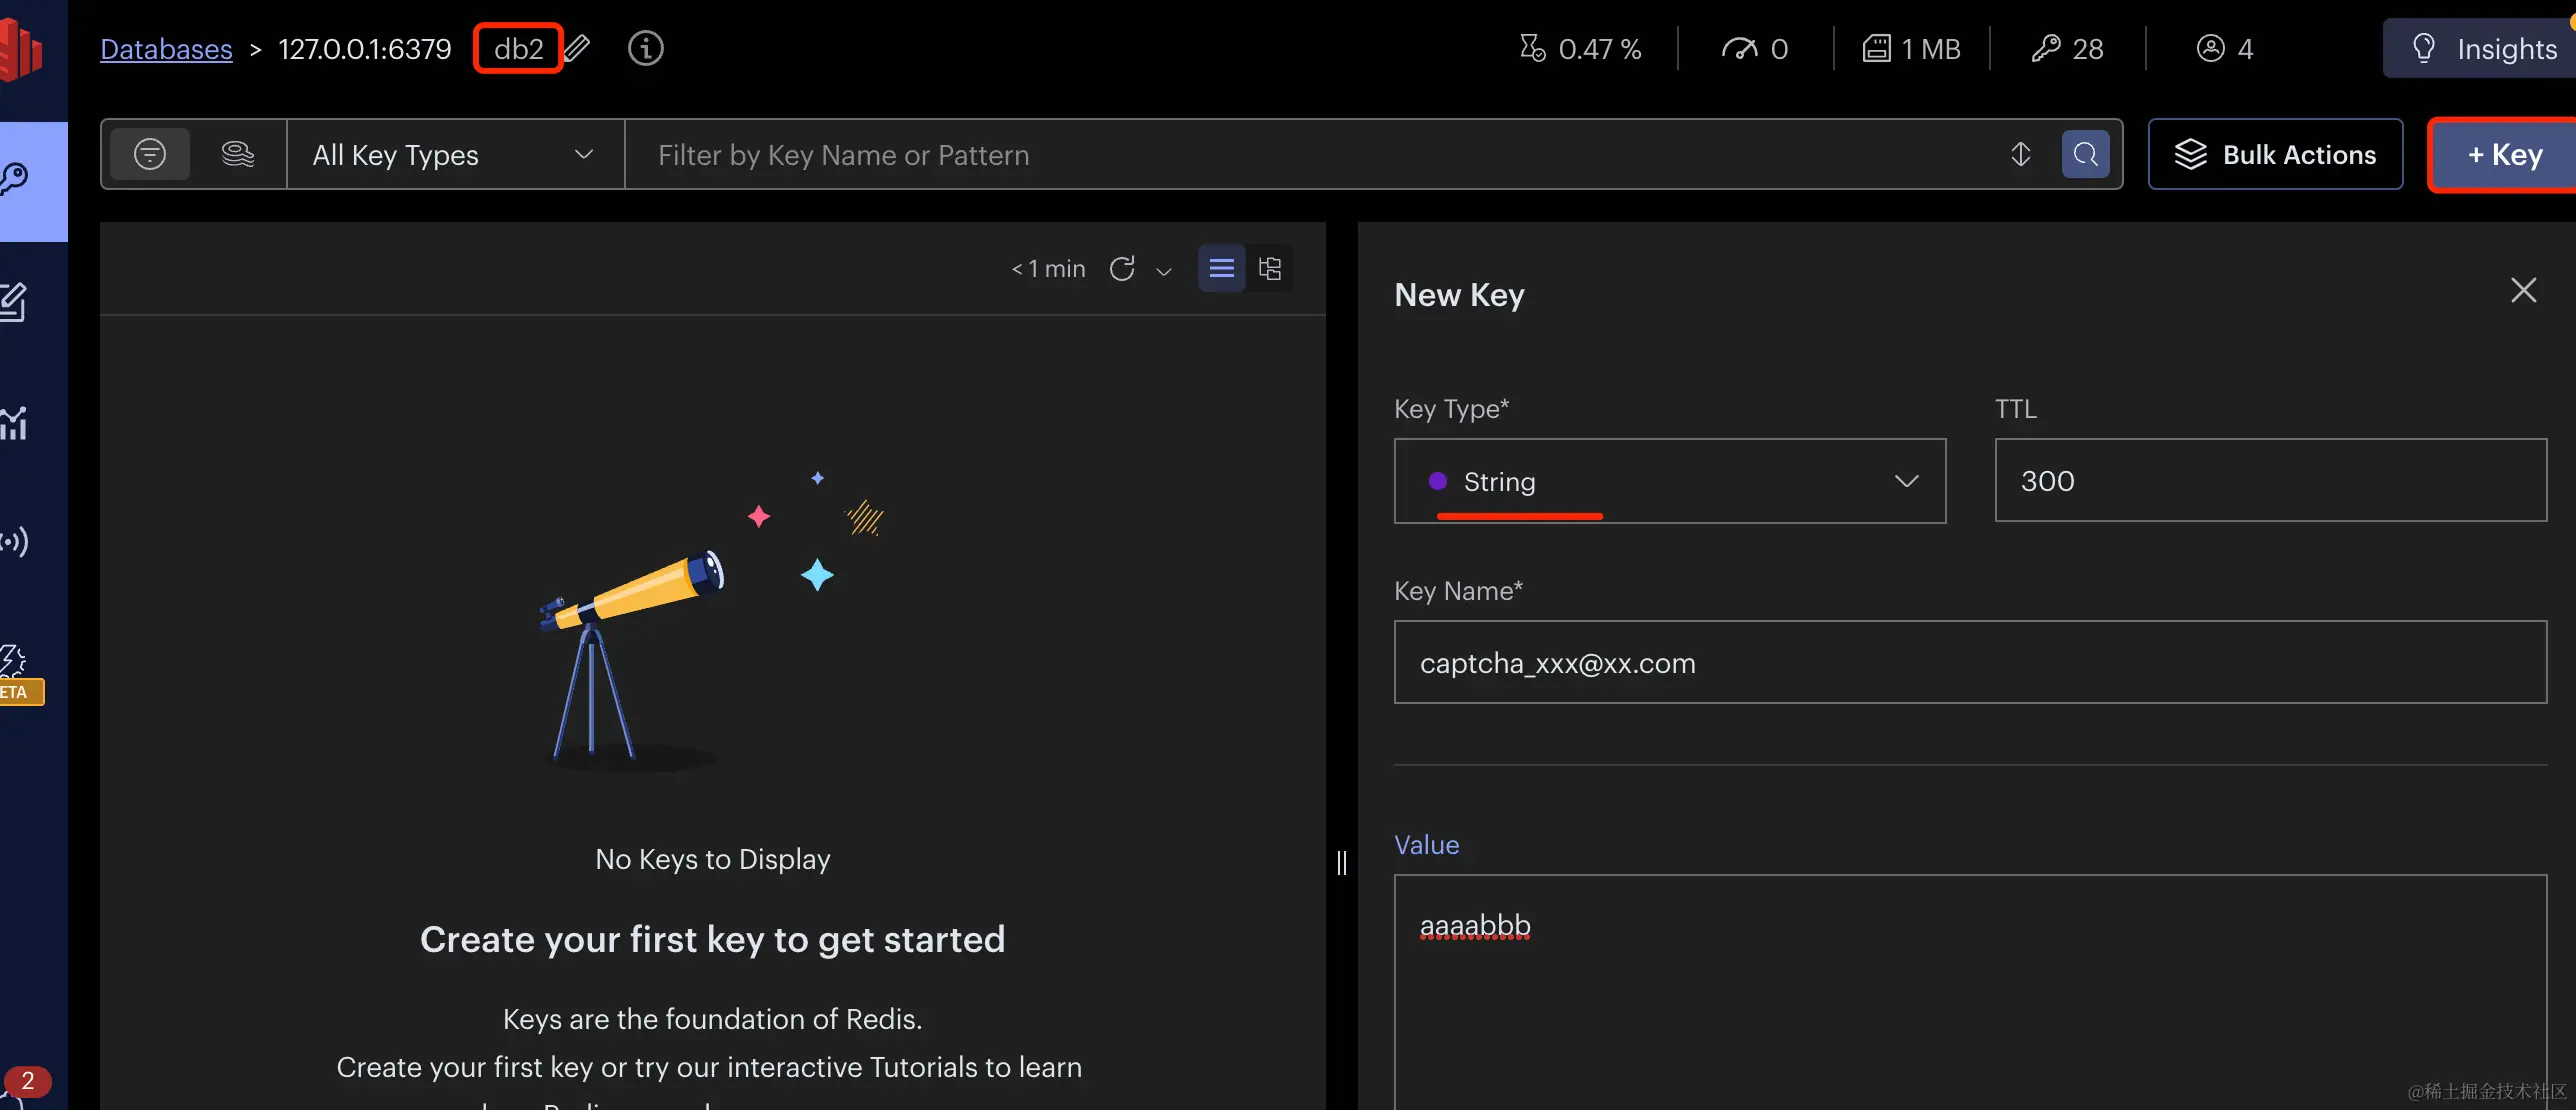 Databases > 127.0.0.1:6379 db2
0.47 % 0 1 MB 28 4 Insights
All Key Types Filter by Key Name or Pattern Bulk Actions + Key
< 1 min
New Key
Key Type* TTL
String 300
Key Name*
captcha_xxx@xx.com
ETA
Value
aaaabbb
No Keys to Display
Create your first key to get started
Keys are the foundation of Redis.
Create your first key or try our interactive Tutorials to learn
2
@稀土掘金技术社区